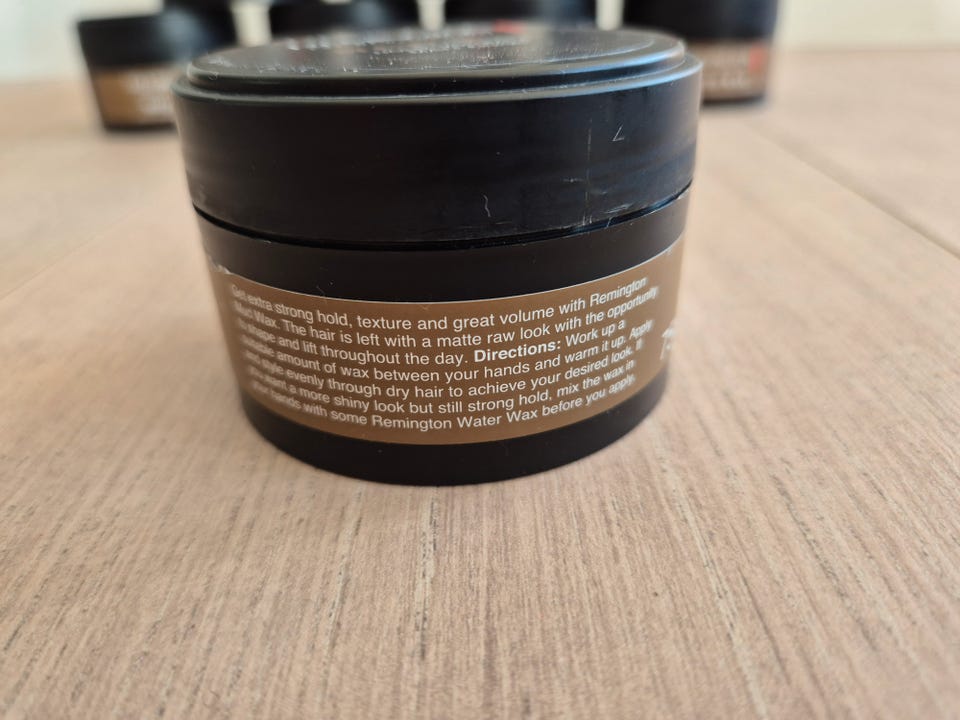 Get extra strong hold, texture and great volume with Remington
Mud Wax. The hair is left with a matte raw look with the opportunity
to shape and lift throughout the day. Directions: Work up a
suitable amount of wax between your hands and warm it up. Apply
and style evenly through dry hair to achieve your desired look. If
you want a more shiny look but still strong hold, mix the wax in
your hands with some Remington Water Wax before you apply.